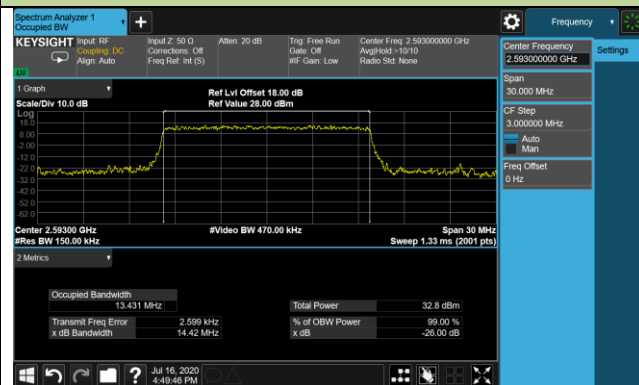 Spectrum Analyzer 1
Occupied BW
Frequency
KEYSIGHT
Input: RF
Coupling: DC
Align: Auto
Input Z: 50 Ω
Corrections: Off
Freq Ref: Int (S)
Atten: 20 dB
Trig: Free Run
Gate: Off
#IF Gain: Low
Center Freq: 2.593000000 GHz
Avg|Hold:>10/10
Radio Std: None
Center Frequency
2.593000000 GHz
Settings
Span
30.000 MHz
CF Step
3.000000 MHz
Auto
Man
Freq Offset
0 Hz
1 Graph
Scale/Div 10.0 dB
Ref Lvl Offset 18.00 dB
Ref Value 28.00 dBm
Log
18.0
8.00
-2.00
-12.0
-22.0
-32.0
-42.0
-52.0
-62.0
Center 2.59300 GHz
#Res BW 150.00 kHz
#Video BW 470.00 kHz
Span 30 MHz
Sweep 1.33 ms (2001 pts)
2 Metrics
Occupied Bandwidth
13.431 MHz
Total Power 32.8 dBm
Transmit Freq Error 2.599 kHz
% of OBW Power 99.00 %
x dB Bandwidth 14.42 MHz
x dB -26.00 dB
?
Jul 16, 2020
4:49:46 PM